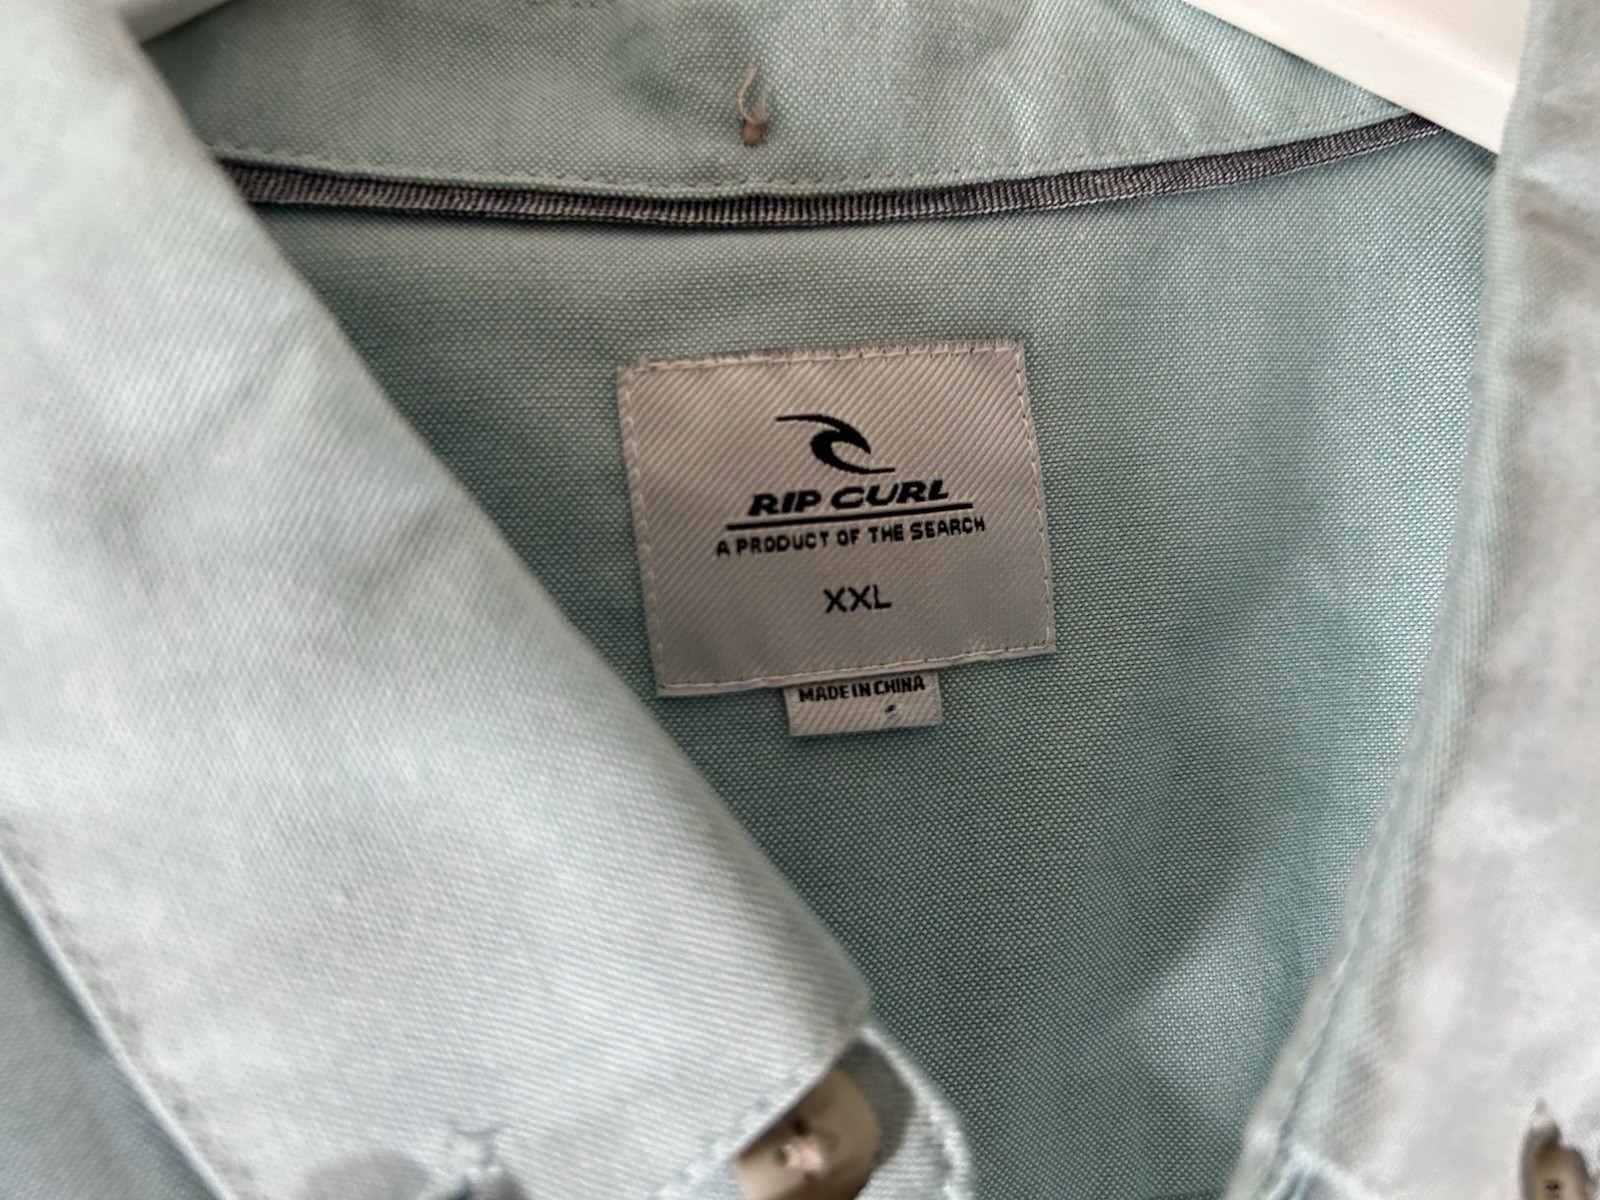 RIP CURL
A PRODUCT OF THE SEARCH
XXL
MADE IN CHINA